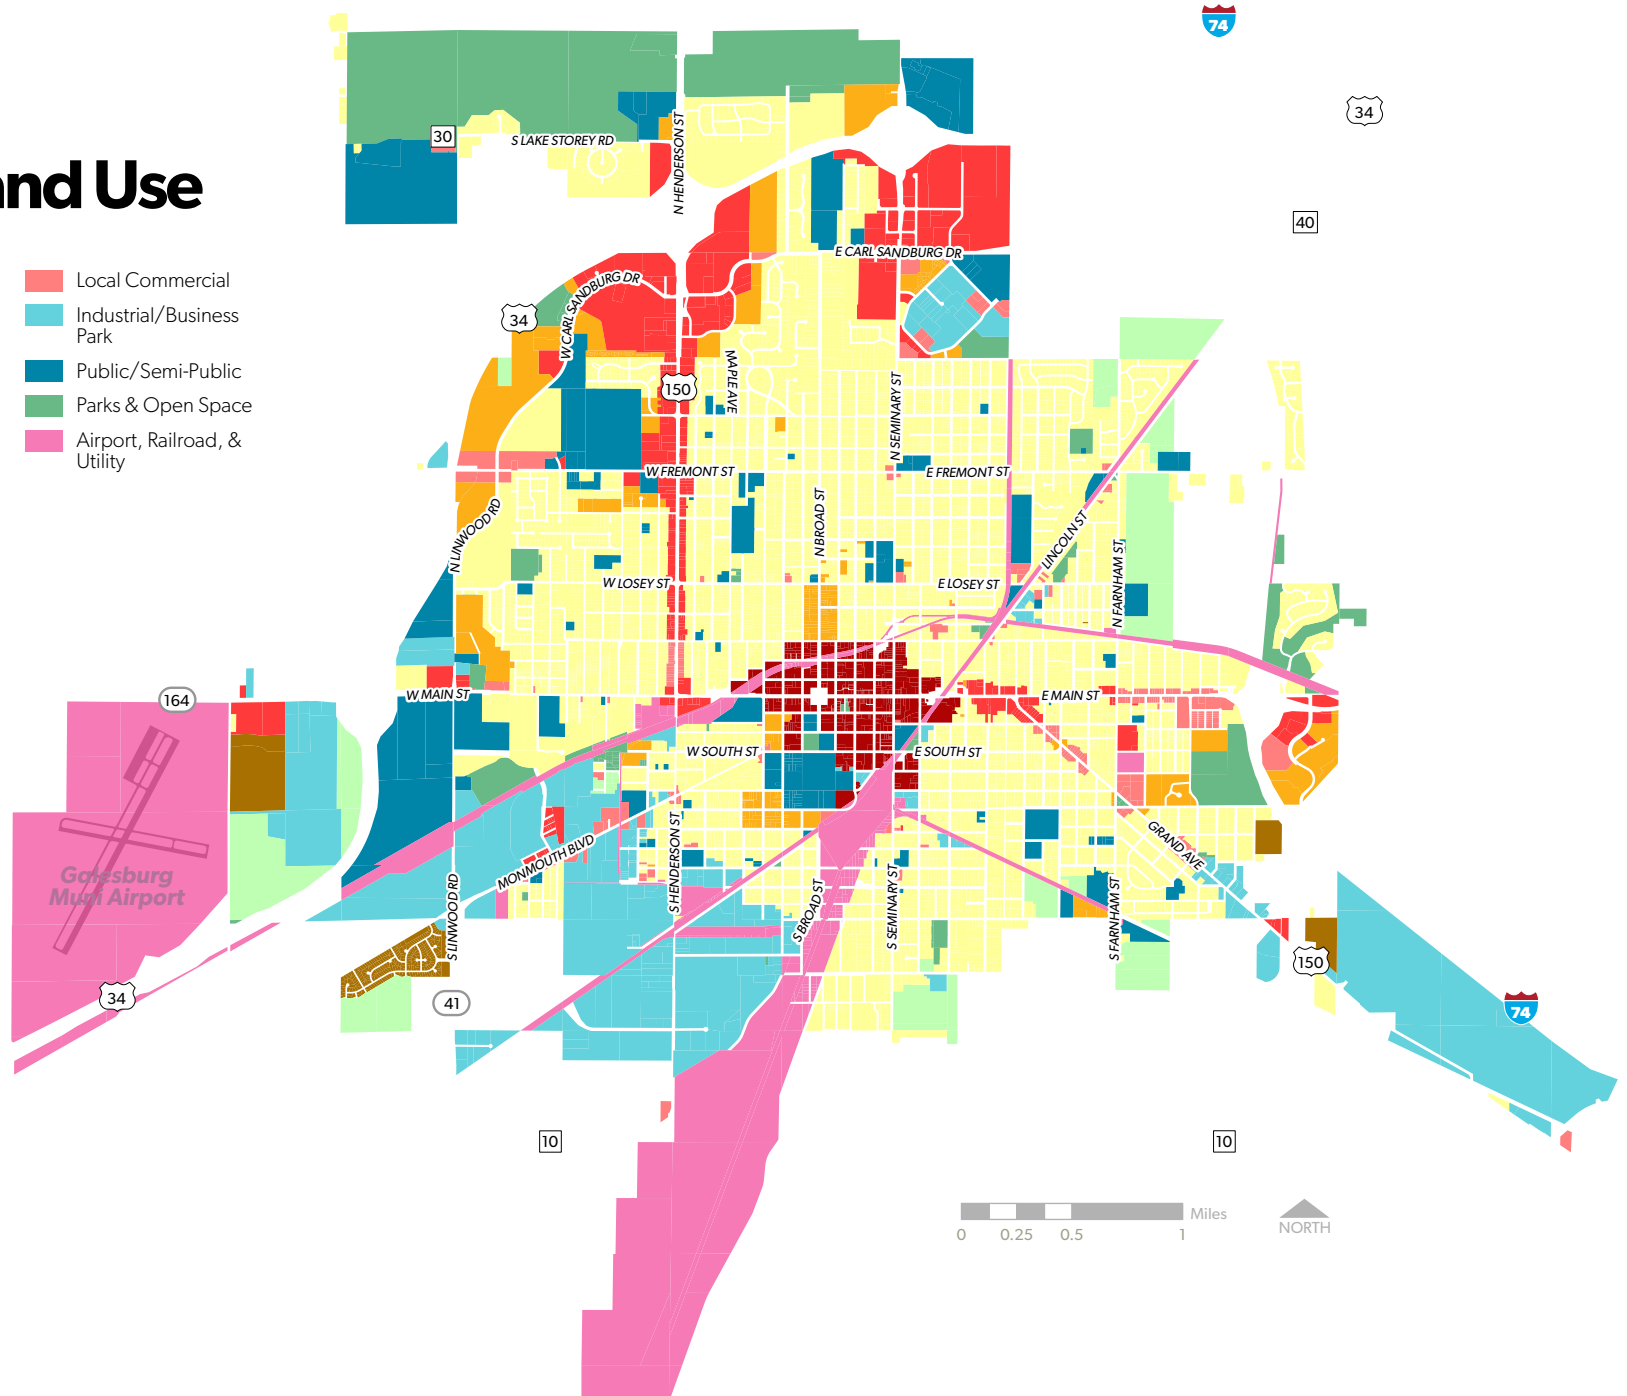 74
34
30
S LAKE STOREY RD
N HENDERSON ST
and Use
40
E CARL SANDBURG DR
Local Commercial
W CARL SANDBURG DR
Industrial/Business
Park
34
Public/Semi-Public
150
MAPLE AVE
N SEMINARY ST
Parks & Open Space
Airport, Railroad, &
Utility
W FREMONT ST
E FREMONT ST
N LINWOOD RD
N BROAD ST
LINCOLN ST
N FARNHAM ST
W LOSEY ST
E LOSEY ST
164
W MAIN ST
E MAIN ST
W SOUTH ST
E SOUTH ST
MONMOUTH BLVD
GRAND AVE
Galesburg
Muni Airport
S LINWOOD RD
S HENDERSON ST
S BROAD ST
S SEMINARY ST
S FARNHAM ST
150
34
41
74
10
10
Miles
0 0.25 0.5 1
NORTH